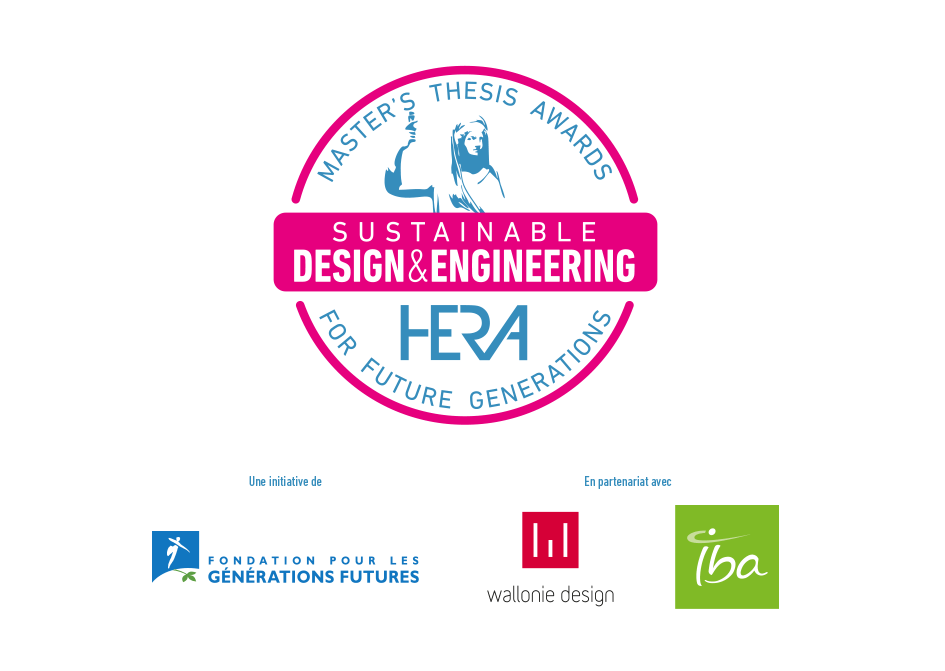 MASTER'S THESIS AWARDS
SUSTAINABLE
DESIGN&ENGINEERING
HERA
FOR FUTURE GENERATIONS
Une initiative de
En partenariat avec
FONDATION POUR LES
GÉNÉRATIONS FUTURES
wallonie design
iba